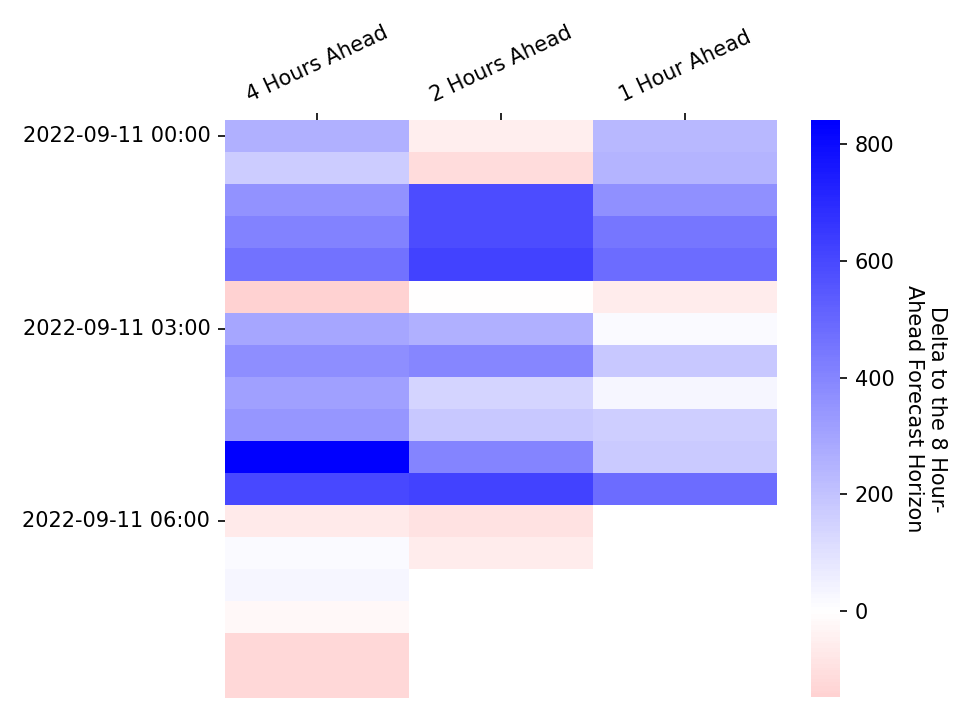 4 Hours Ahead
2 Hours Ahead
1 Hour Ahead
2022-09-11 00:00
2022-09-11 03:00
2022-09-11 06:00
800
600
400
200
0
Delta to the 8 Hour-
Ahead Forecast Horizon